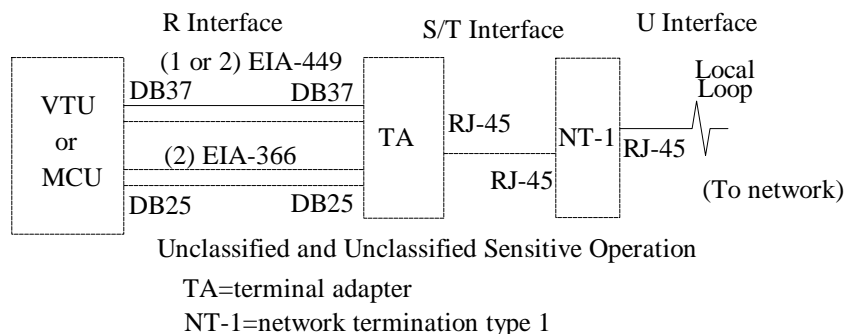 R Interface
S/T Interface
U Interface
(1 or 2) EIA-449
DB37
DB37
Local
Loop
VTU
or
MCU
TA
RJ-45
NT-1
RJ-45
(2) EIA-366
RJ-45
DB25
DB25
(To network)
Unclassified and Unclassified Sensitive Operation
TA=terminal adapter
NT-1=network termination type 1